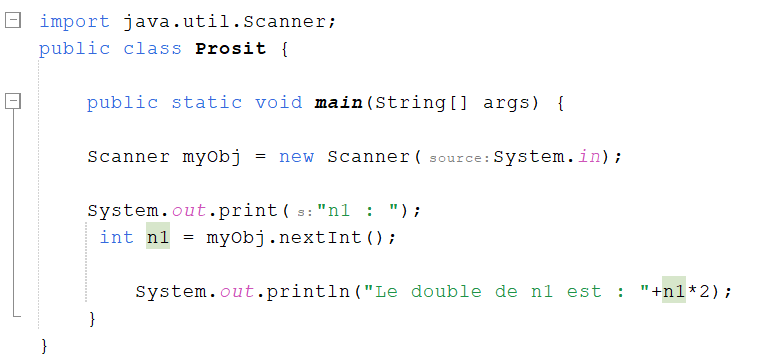 import java.util.Scanner;
public class Prosit {
public static void main(String[] args) {
Scanner myObj = new Scanner( source:System.in);
System.out.print( s:"n1 : ");
int n1 = myObj.nextInt();
System.out.println("Le double de n1 est : "+n1*2);
}
}